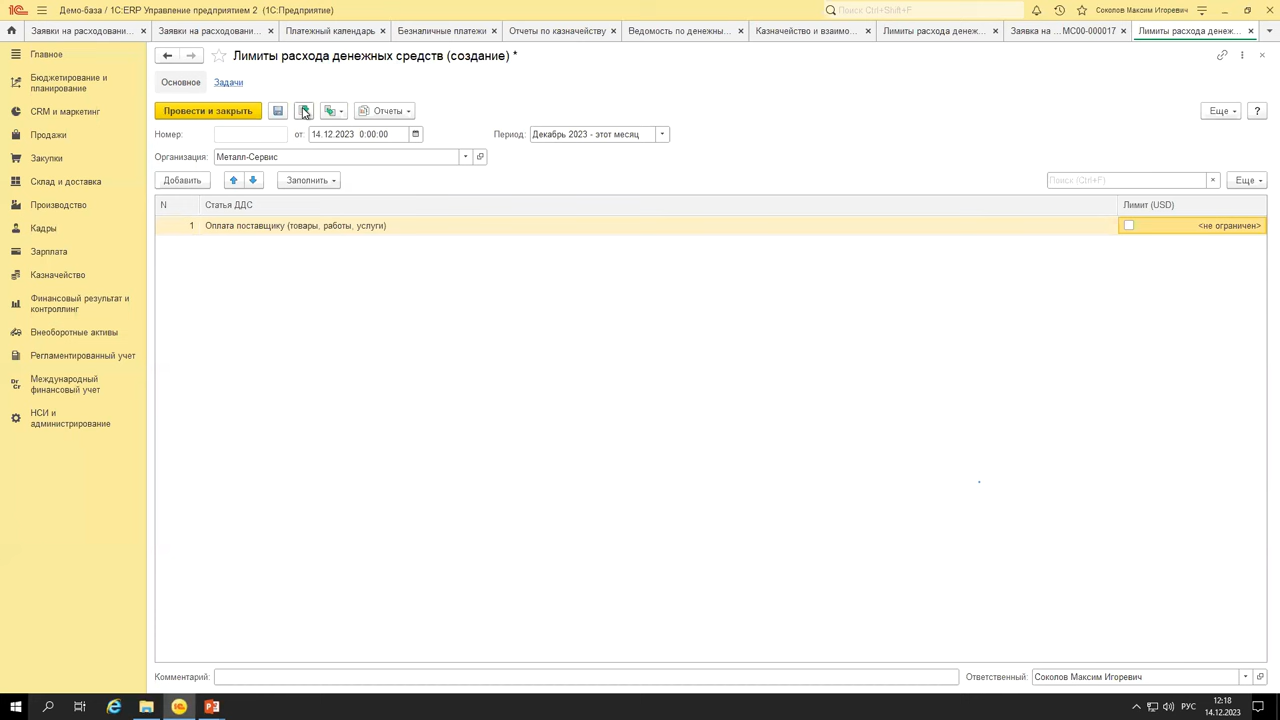 Демо-база / 1С:ERP Управление предприятием 2 (1С:Предприятие)
Поиск Ctrl+Shift+F
Соколов Максим Игоревич
Заявки на расходовани...
Заявки на расходовани...
Платежный календарь
Безналичные платежи
Отчеты по казначейству
Ведомость по денежны...
Казначейство и взаимо...
Лимиты расхода денеж...
Заявка на ...МС00-000017
Лимиты расхода денеж...
Главное
Бюджетирование и
планирование
CRM и маркетинг
Продажи
Закупки
Склад и доставка
Производство
Кадры
Зарплата
Казначейство
Финансовый результат и
контроллинг
Внеоборотные активы
Регламентированный учет
Международный
финансовый учет
НСИ и
администрирование
Лимиты расхода денежных средств (создание) *
Основное
Задачи
Провести и закрыть
Отчеты
Еще
?
Номер:
от:
14.12.2023 0:00:00
Период:
Декабрь 2023 - этот месяц
Организация:
Металл-Сервис
Добавить
Заполнить
Поиск (Ctrl+F)
Еще
N
Статья ДДС
Лимит (USD)
1
Оплата поставщику (товары, работы, услуги)
<не ограничен>
Комментарий:
Ответственный:
Соколов Максим Игоревич
РУС
12:18
14.12.2023